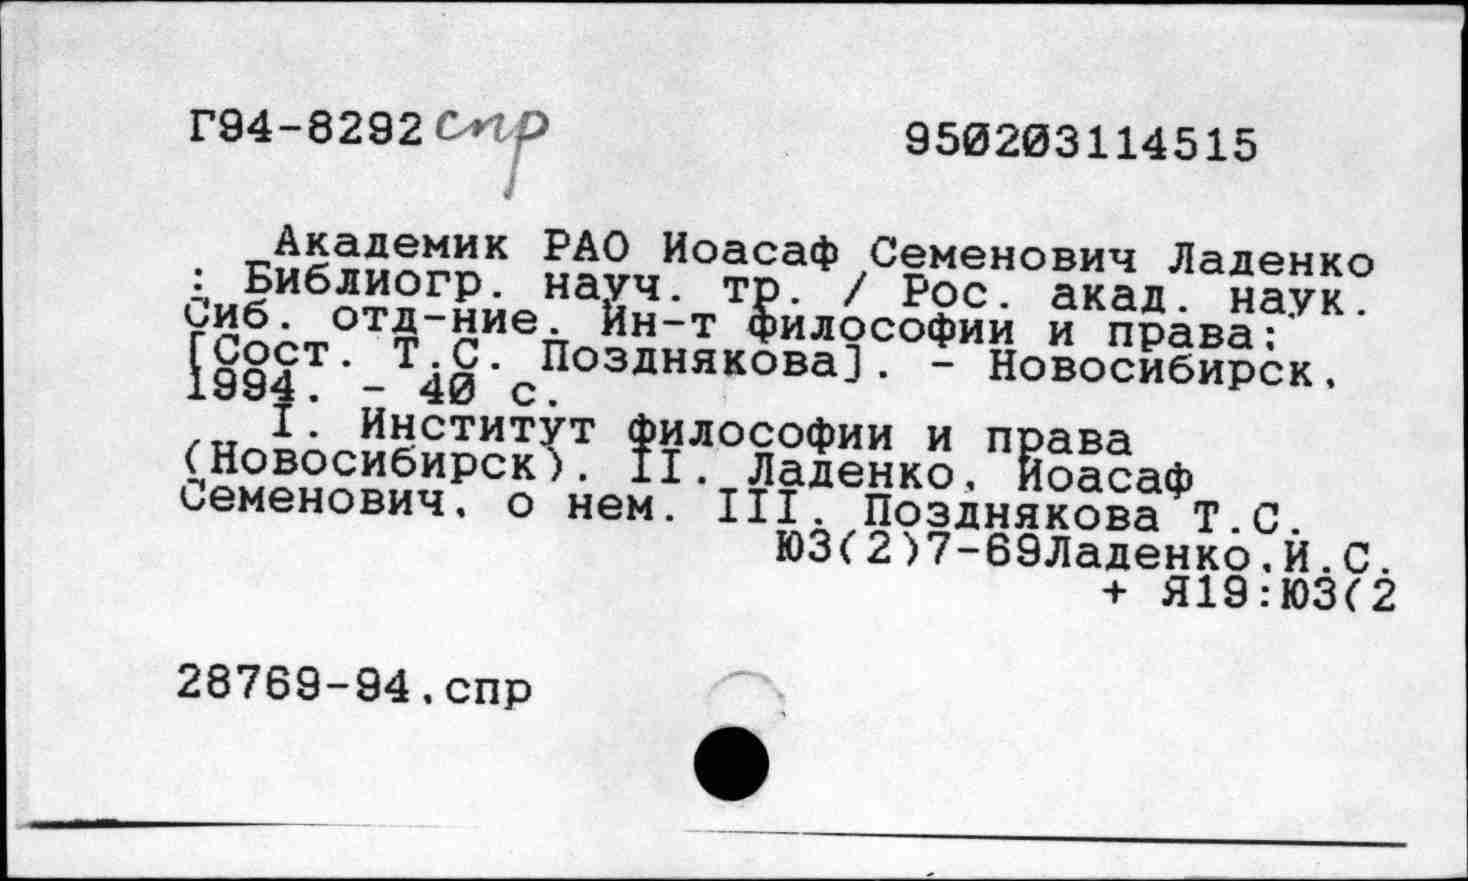 Г94-8292 спр
950203114515
Академик РАО Иоасаф Семенович Ладенко
: Библиогр. науч. тр. / Рос. акад. наук.
Сиб. отд-ние. Ин-т философии и права;
[Сост. Т.С. Позднякова]. - Новосибирск,
1994. - 40 с.
I. Институт философии и права
(Новосибирск). II. Ладенко, Иоасаф
Семенович, о нем. III. Позднякова Т.С.
Ю3(2)7-69Ладенко,И.С.
+ Я19:Ю3(2
28769-94.спр